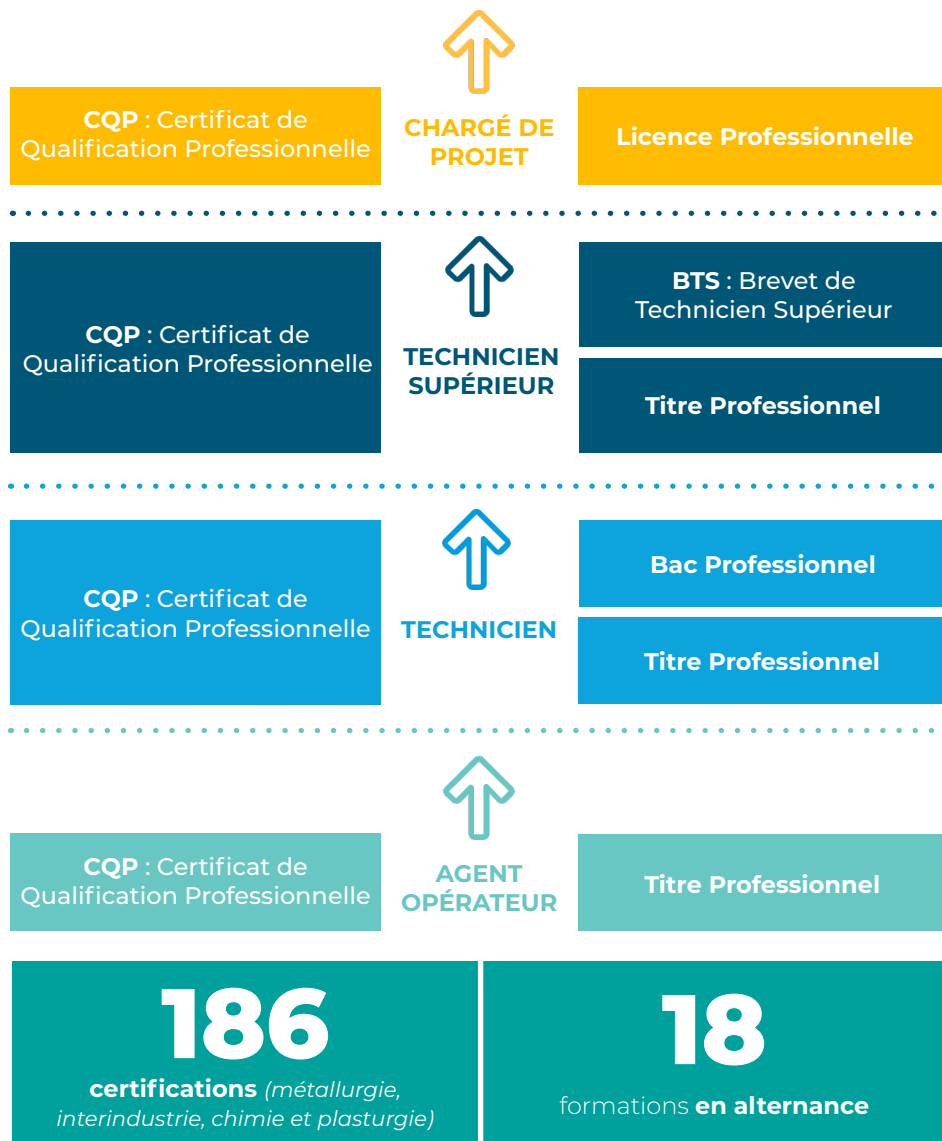 CQP : Certificat de
Qualification Professionnelle
CHARGÉ DE
PROJET
Licence Professionnelle
CQP : Certificat de
Qualification Professionnelle
TECHNICIEN
SUPÉRIEUR
BTS : Brevet de
Technicien Supérieur
Titre Professionnel
CQP : Certificat de
Qualification Professionnelle
TECHNICIEN
Bac Professionnel
Titre Professionnel
CQP : Certificat de
Qualification Professionnelle
AGENT
OPÉRATEUR
Titre Professionnel
186
certifications (métallurgie,
interindustrie, chimie et plasturgie)
18
formations en alternance